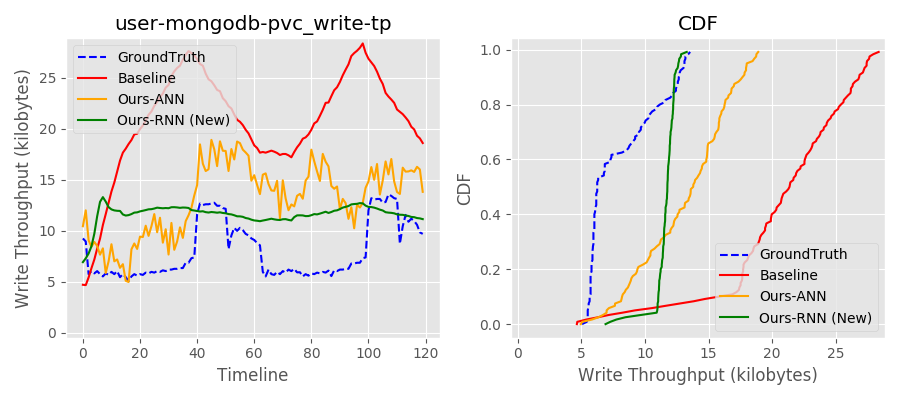 user-mongodb-pvc_write-tp
Write Throughput (kilobytes)
25
20
15
10
5
0
GroundTruth
Baseline
Ours-ANN
Ours-RNN (New)
0
20
40
60
80
100
120
Timeline
CDF
CDF
1.0
0.8
0.6
0.4
0.2
0.0
GroundTruth
Baseline
Ours-ANN
Ours-RNN (New)
0
5
10
15
20
25
Write Throughput (kilobytes)